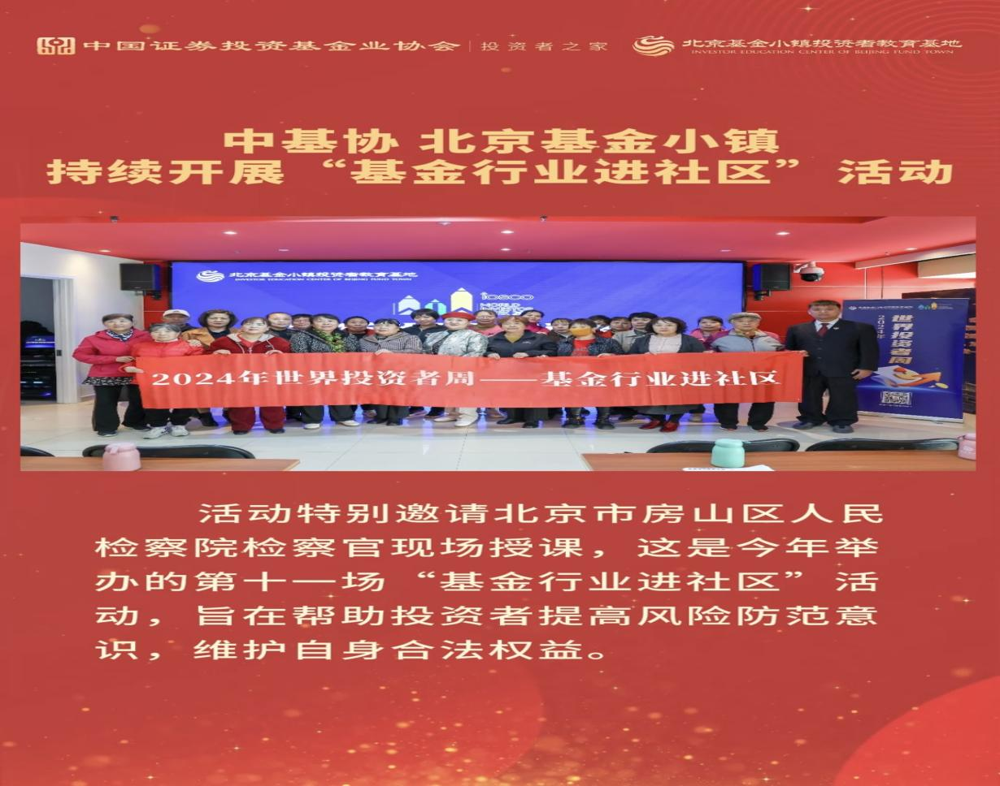 中国证券投资基金业协会 投资者之家 北京基金小镇投资者教育基地
INVESTOR EDUCATION CENTER OF BEIJING FUND TOWN
中基协 北京基金小镇
持续开展“基金行业进社区”活动
北京基金小镇投资者教育基地
INVESTOR EDUCATION CENTER OF BEIJING FUND TOWN
IOSCO
WORLD
2024年世界投资者周——基金行业进社区
2024年
世界投资者周
活动特别邀请北京市房山区人民
检察院检察官现场授课，这是今年举
办的第十一场“基金行业进社区”活
动，旨在帮助投资者提高风险防范意
识，维护自身合法权益。